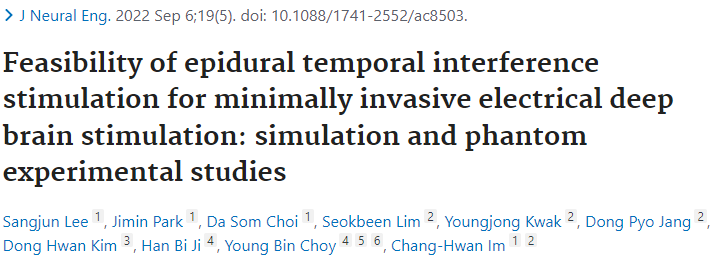 J Neural Eng. 2022 Sep 6;19(5). doi: 10.1088/1741-2552/ac8503.
Feasibility of epidural temporal interference
stimulation for minimally invasive electrical deep
brain stimulation: simulation and phantom
experimental studies
Sangjun Lee 1, Jimin Park 1, Da Som Choi 1, Seokbeen Lim 2, Youngjong Kwak 2, Dong Pyo Jang 2,
Dong Hwan Kim 3, Han Bi Ji 4, Young Bin Choy 4 5 6, Chang-Hwan Im 1 2